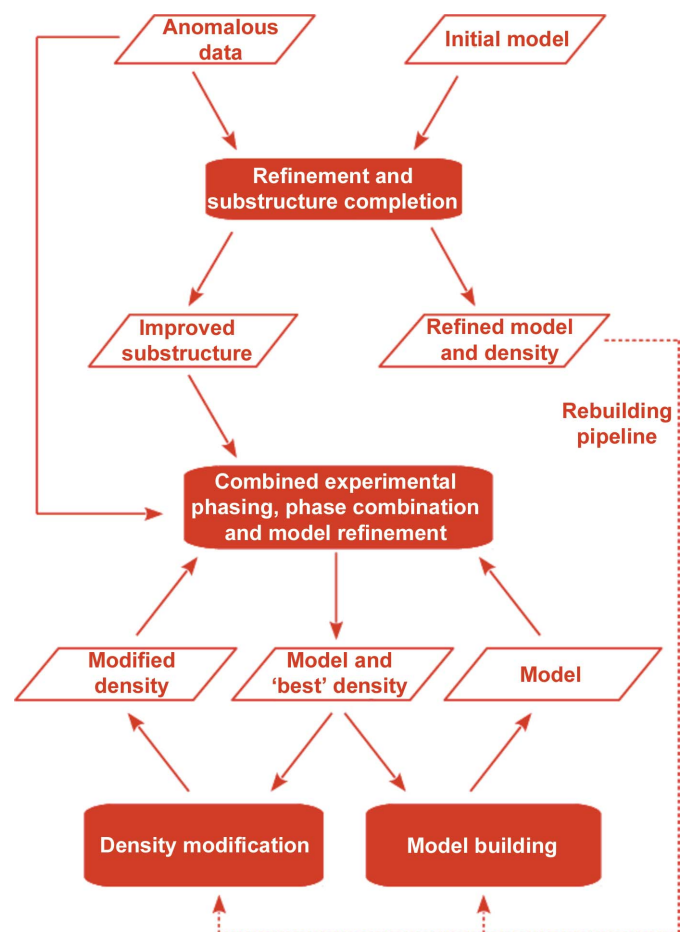 Anomalous
data
Initial model
Refinement and
substructure completion
Improved
substructure
Refined model
and density
Rebuilding
pipeline
Combined experimental
phasing, phase combination
and model refinement
Modified
density
Model and
‘best’ density
Model
Density modification
Model building